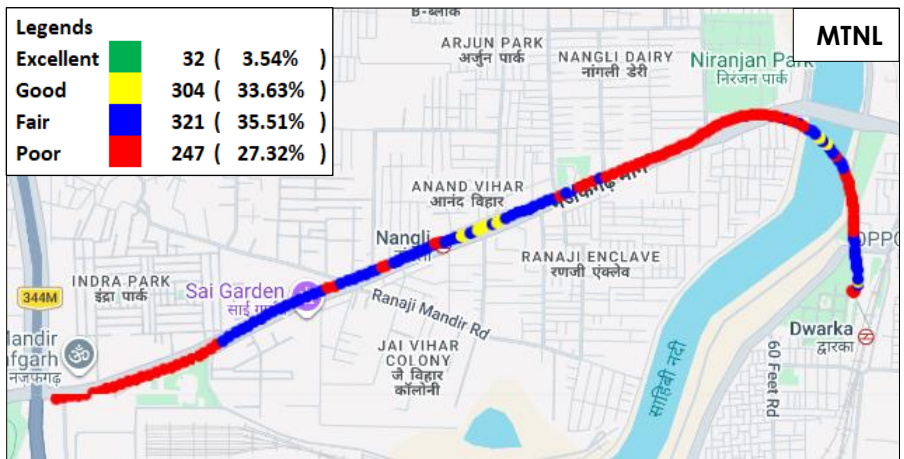 Legends
Excellent 32 ( 3.54% )
Good 304 ( 33.63% )
Fair 321 ( 35.51% )
Poor 247 ( 27.32% )
MTNL
ARJUN PARK
अर्जुन पार्क
NANGLI DAIRY
नांगली डेरी
Niranjan Park
निरंजन पार्क
ANAND VIHAR
आनंद विहार
Nangli
RANAJI ENCLAVE
रणजी एंक्लेव
INDRA PARK
इंद्रा पार्क
344M
Sai Garden
साई
Ranaji Mandir Rd
JAI VIHAR
COLONY
जै विहार
कॉलोनी
नजफगढ़
साहिबी नदी
60 Feet Rd
OPPO
Dwarka
द्वारका